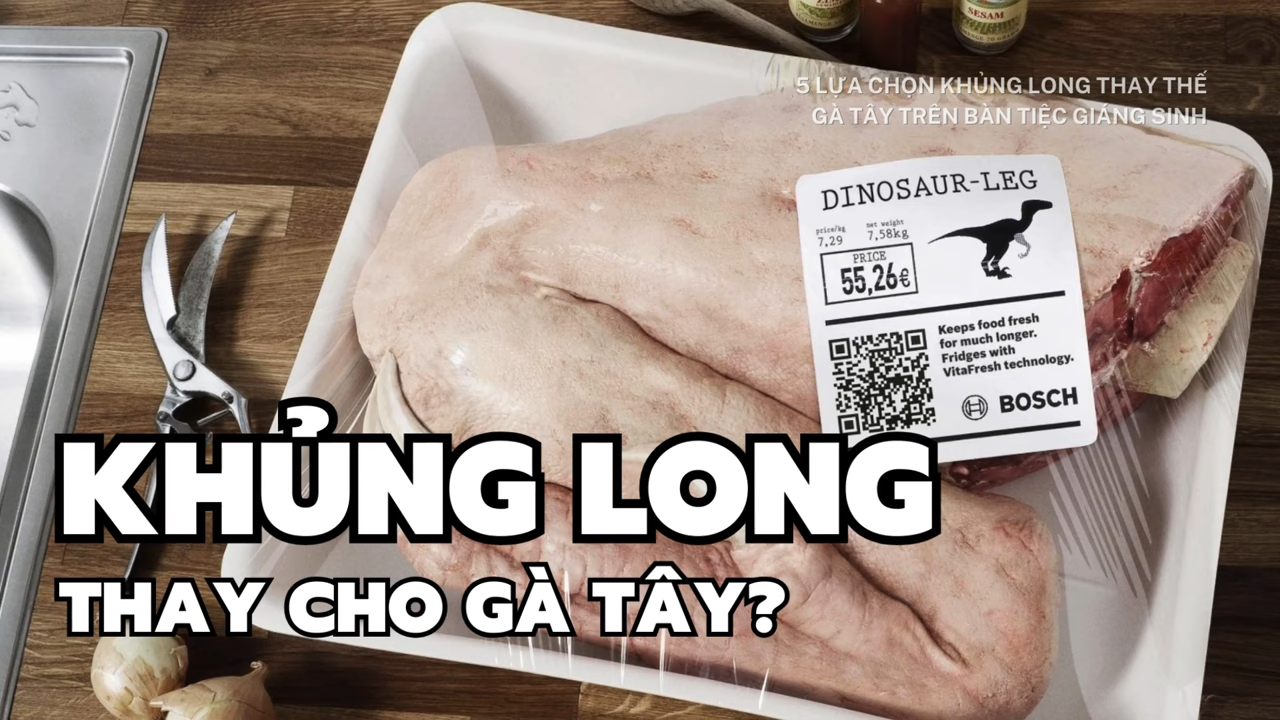 SESAM
5 LỰA CHỌN KHỦNG LONG THAY THẾ
GÀ TÂY TRÊN BÀN TIỆC GIÁNG SINH
DINOSAUR-LEG
price/kg net weight
7,29 7,58kg
PRICE
55,26€
Keeps food fresh
for much longer.
Fridges with
VitaFresh technology.
BOSCH
KHỦNG LONG
THAY CHO GÀ TÂY?